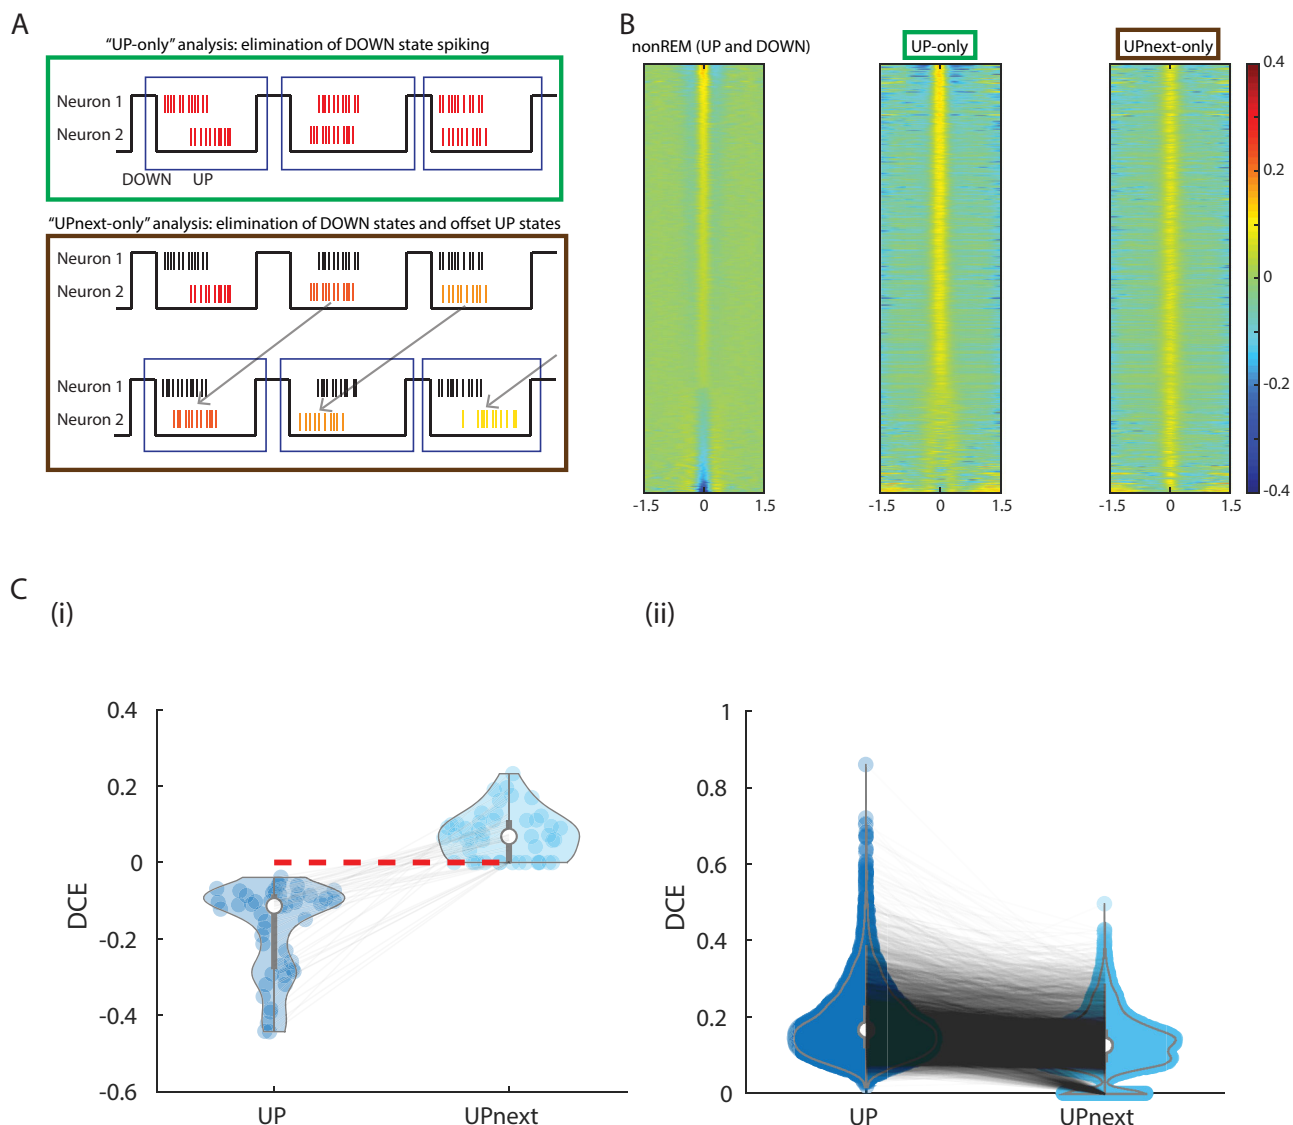 A
"UP-only" analysis: elimination of DOWN state spiking
Neuron 1
Neuron 2
DOWN UP
"UPnext-only" analysis: elimination of DOWN states and offset UP states
Neuron 1
Neuron 2
Neuron 1
Neuron 2
B
nonREM (UP and DOWN)
UP-only
UPnext-only
0.4
0.2
0
-0.2
-0.4
-1.5 0 1.5
-1.5 0 1.5
-1.5 0 1.5
C
(i)
0.4
0.2
0
-0.2
-0.4
-0.6
DCE
UP UPnext
(ii)
1
0.8
0.6
0.4
0.2
0
DCE
UP UPnext